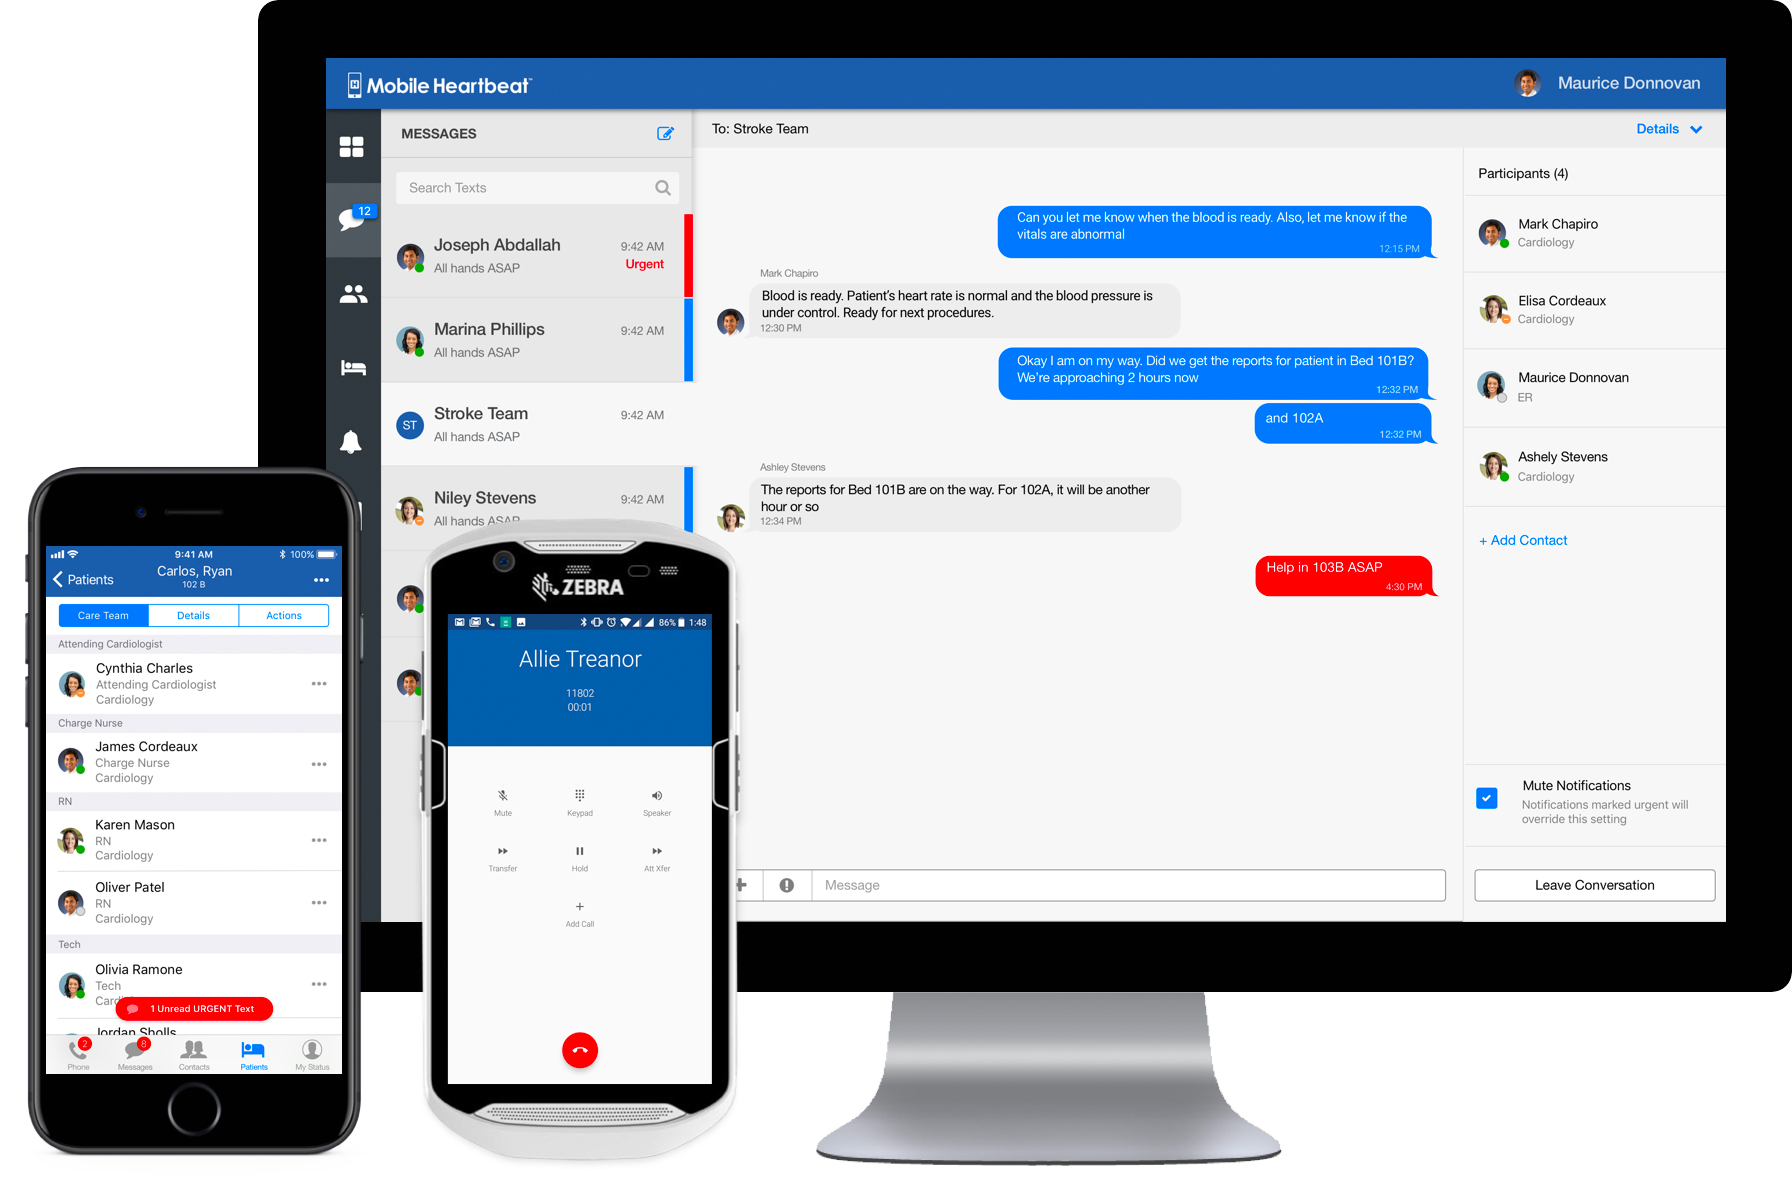 Mobile Heartbeat™
Maurice Donnovan
MESSAGES
12
Search Texts
Joseph Abdallah
9:42 AM
All hands ASAP
Urgent
Marina Phillips
9:42 AM
All hands ASAP
ST
Stroke Team
9:42 AM
All hands ASAP
Niley Stevens
9:42 AM
All hands ASAP
To: Stroke Team
Details
Can you let me know when the blood is ready. Also, let me know if the
vitals are abnormal
12:15 PM
Mark Chapiro
Blood is ready. Patient's heart rate is normal and the blood pressure is
under control. Ready for next procedures.
12:30 PM
Okay I am on my way. Did we get the reports for patient in Bed 101B?
We're approaching 2 hours now
12:32 PM
and 102A
12:32 PM
Ashley Stevens
The reports for Bed 101B are on the way. For 102A, it will be another
hour or so
12:34 PM
Help in 103B ASAP
4:30 PM
+ Message
Participants (4)
Mark Chapiro
Cardiology
Elisa Cordeaux
Cardiology
Maurice Donnovan
ER
Ashely Stevens
Cardiology
+ Add Contact
Mute Notifications
Notifications marked urgent will
override this setting
Leave Conversation
9:41 AM
100%
Patients
Carlos, Ryan
102 B
Care Team
Details
Actions
Attending Cardiologist
Cynthia Charles
Attending Cardiologist
Cardiology
Charge Nurse
James Cordeaux
Charge Nurse
Cardiology
RN
Karen Mason
RN
Cardiology
Oliver Patel
RN
Cardiology
Tech
Olivia Ramone
Tech
1 Unread URGENT Text
Jordan Sholls
2
8
Phone
Messages
Contacts
Patients
My Status
ZEBRA
86%
1:48
Allie Treanor
11802
00:01
Mute
Keypad
Speaker
Transfer
Hold
Att Xfer
+
Add Call